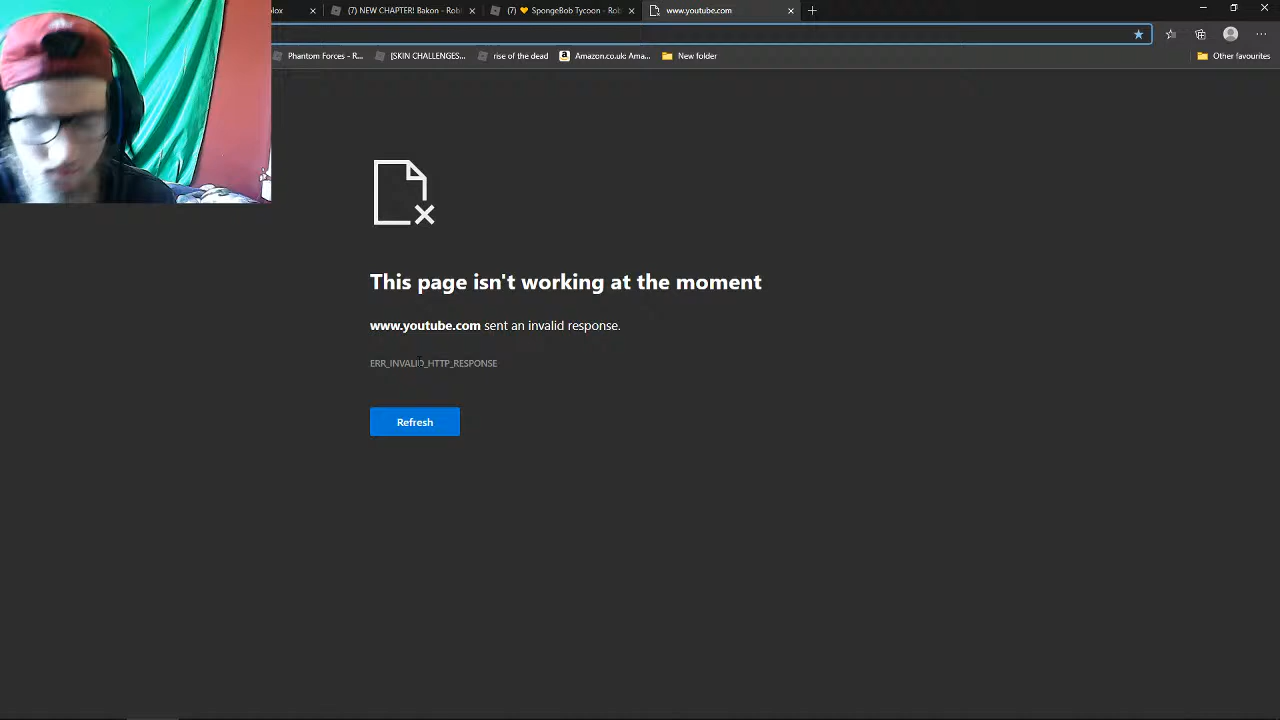 olox
(7) NEW CHAPTER! Bakon - Rob
(7) 🧡 SpongeBob Tycoon - Rob
www.youtube.com
Phantom Forces - R...
[SKIN CHALLENGES...
rise of the dead
Amazon.co.uk: Ama...
New folder
Other favourites
This page isn't working at the moment
www.youtube.com sent an invalid response.
ERR_INVALID_HTTP_RESPONSE
Refresh